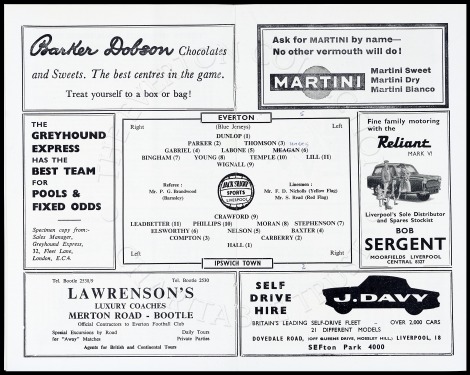 Barker Dobson Chocolates
and Sweets. The best centres in the game.
Treat yourself to a box or bag!
Ask for MARTINI by name—
No other vermouth will do!
MARTINI
Martini Sweet
Martini Dry
Martini Bianco
THE
GREYHOUND
EXPRESS
HAS THE
BEST TEAM
FOR
POOLS &
FIXED ODDS
Specimen copy from:-
Sales Manager,
Greyhound Express,
32, Fleet Lane,
London, E.C.4.
EVERTON
Right (Blue Jerseys) Left
DUNLOP (1)
PARKER (2) THOMSON (3)
GABRIEL (4) LABONE (5) MEAGAN (6)
BINGHAM (7) YOUNG (8) TEMPLE (10) LILL (11)
WIGNALL (9)
Referee :
Mr. P. G. Brandwood
(Barnsley)
JACK SHARP
SPORTS
LIVERPOOL
Linesmen :
Mr. F. D. Nicholls (Yellow Flag)
Mr. S. Read (Red Flag)
CRAWFORD (9)
LEADBETTER (11) PHILLIPS (10) MORAN (8) STEPHENSON (7)
ELSWORTHY (6) NELSON (5) BAXTER (4)
COMPTON (3) CARBERRY (2)
HALL (1)
Left Right
IPSWICH TOWN
Fine family motoring
with the
Reliant
MARK VI
Liverpool's Sole Distributor
and Spares Stockist
BOB
SERGENT
MOORFIELDS LIVERPOOL
CENTRAL 8127
Tel. Bootle 2530/9 Tel. Bootle 2530
LAWRENSON'S
LUXURY COACHES
MERTON ROAD - BOOTLE
Official Contractors to Everton Football Club
Special Excursions by Road
for "Away" Matches
Daily Tours
Private Parties
Agents for British and Continental Tours
SELF
DRIVE
HIRE
J. DAVY
BRITAIN'S LEADING SELF-DRIVE FLEET - OVER 2,000 CARS
21 DIFFERENT MODELS
DOVEDALE ROAD, (OFF QUEENS DRIVE, MOSSLEY HILL) LIVERPOOL, 18
SEFton Park 4000